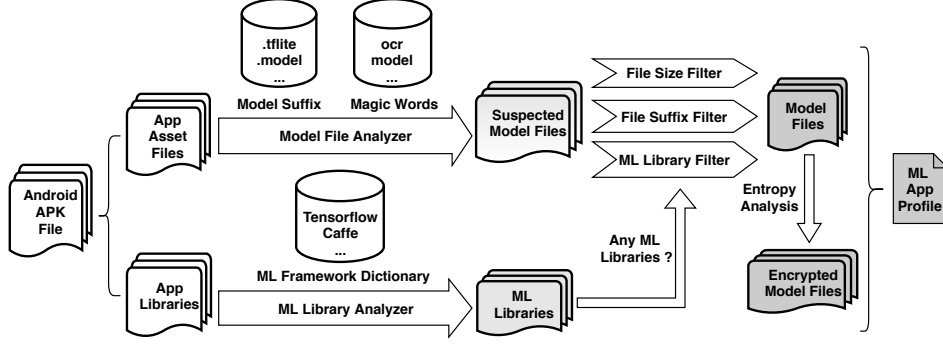 .tflite
.model
...
ocr
model
...
Model Suffix
Magic Words
App
Asset
Files
Model File Analyzer
Suspected
Model Files
File Size Filter
File Suffix Filter
ML Library Filter
Model
Files
Android
APK
File
Tensorflow
Caffe
...
Any ML
Libraries ?
Entropy
Analysis
ML
App
Profile
ML Framework Dictionary
App
Libraries
ML Library Analyzer
ML
Libraries
Encrypted
Model Files